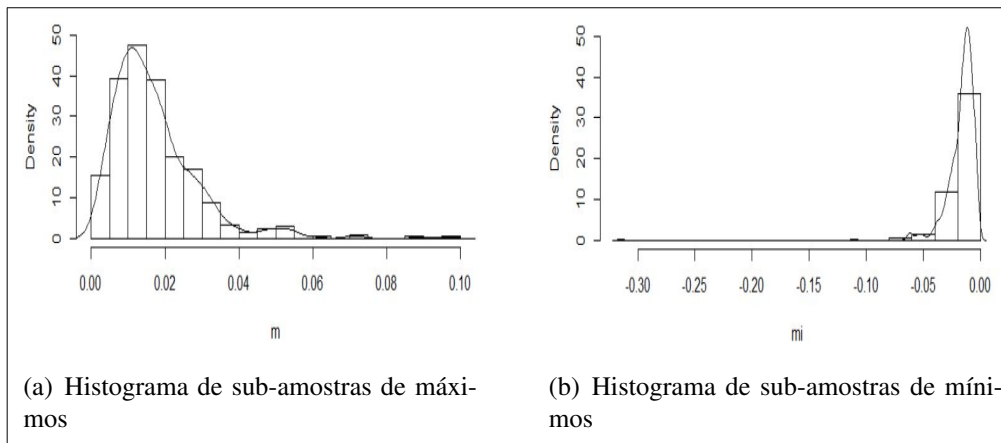 50
40
30
20
10
0
Density
0.00 0.02 0.04 0.06 0.08 0.10
m
(a) Histograma de sub-amostras de máxi-
mos
50
40
30
20
10
0
Density
-0.30 -0.25 -0.20 -0.15 -0.10 -0.05 0.00
mi
(b) Histograma de sub-amostras de míni-
mos